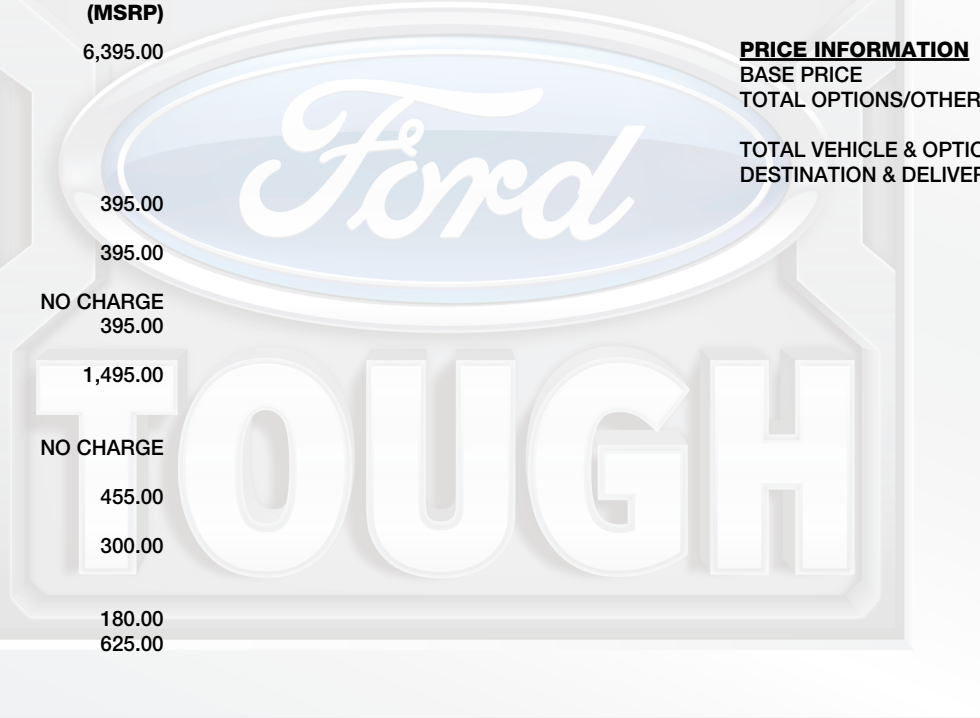 (MSRP)
6,395.00
395.00
395.00
NO CHARGE
395.00
1,495.00
NO CHARGE
455.00
300.00
180.00
625.00
PRICE INFORMATION
BASE PRICE
TOTAL OPTIONS/OTHER
TOTAL VEHICLE & OPTIO
DESTINATION & DELIVER
Ford
TOUGH